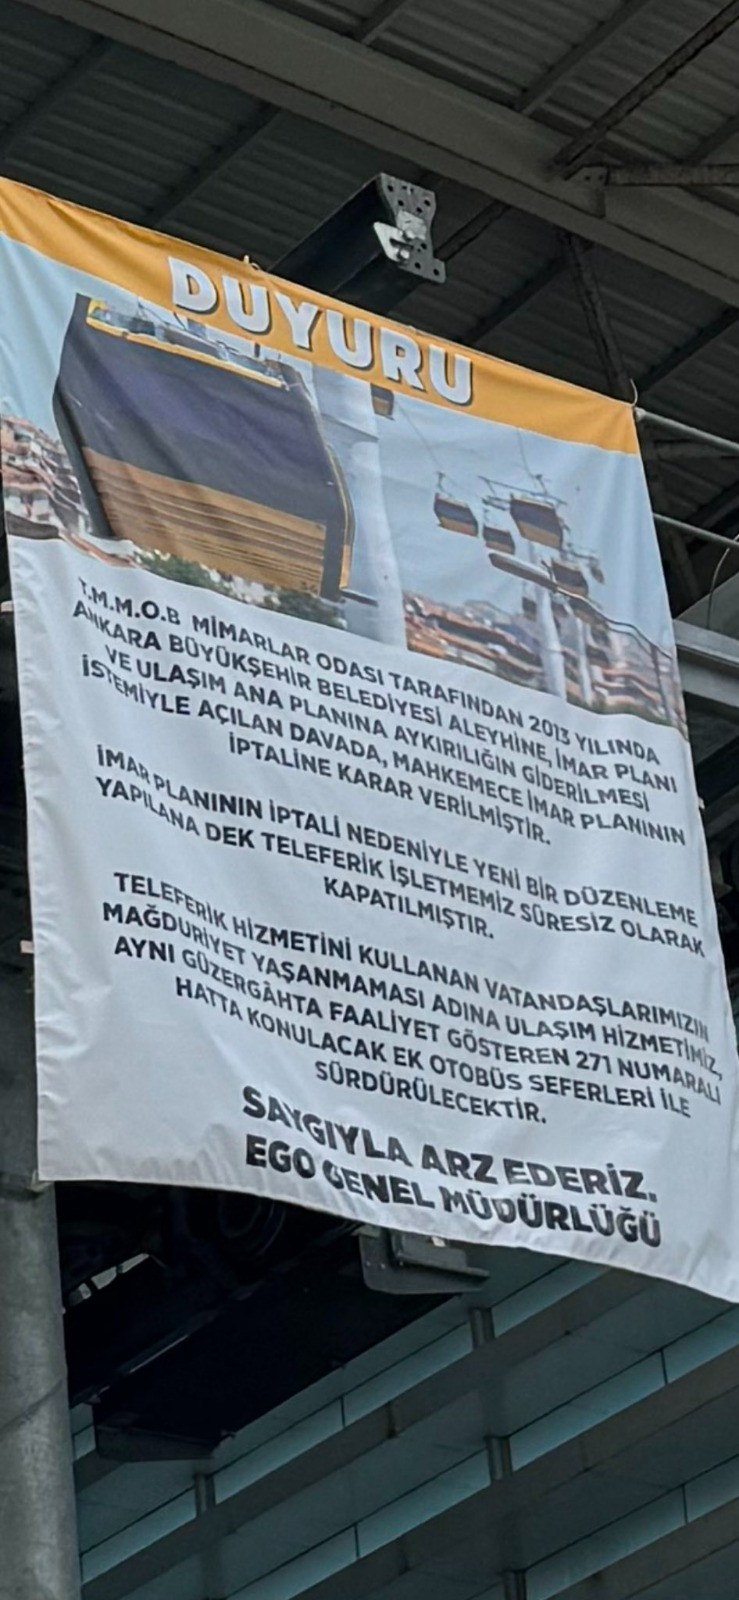 DUYURU
T.M.M.O.B MİMARLAR ODASI TARAFINDAN 2013 YILINDA
ANKARA BÜYÜKŞEHİR BELEDİYESİ ALEYHİNE, İMAR PLANI
VE ULAŞIM ANA PLANINA AYKIRILIĞIN GİDERİLMESİ
İSTEMİYLE AÇILAN DAVADA, MAHKEMECE İMAR PLANININ
İPTALİNE KARAR VERİLMİŞTİR.
İMAR PLANININ İPTALİ NEDENİYLE YENİ BİR DÜZENLEME
YAPILANA DEK TELEFERİK İŞLETMEMİZ SÜRESİZ OLARAK
KAPATILMIŞTIR.
TELEFERİK HİZMETİNİ KULLANAN VATANDAŞLARIMIZIN
MAĞDURİYET YAŞANMAMASI ADINA ULAŞIM HİZMETİMİZ,
AYNI GÜZERGÂHTA FAALİYET GÖSTEREN 271 NUMARALI
HATTA KONULACAK EK OTOBÜS SEFERLERİ İLE
SÜRDÜRÜLECEKTİR.
SAYGIYLA ARZ EDERİZ.
EGO GENEL MÜDÜRLÜĞÜ